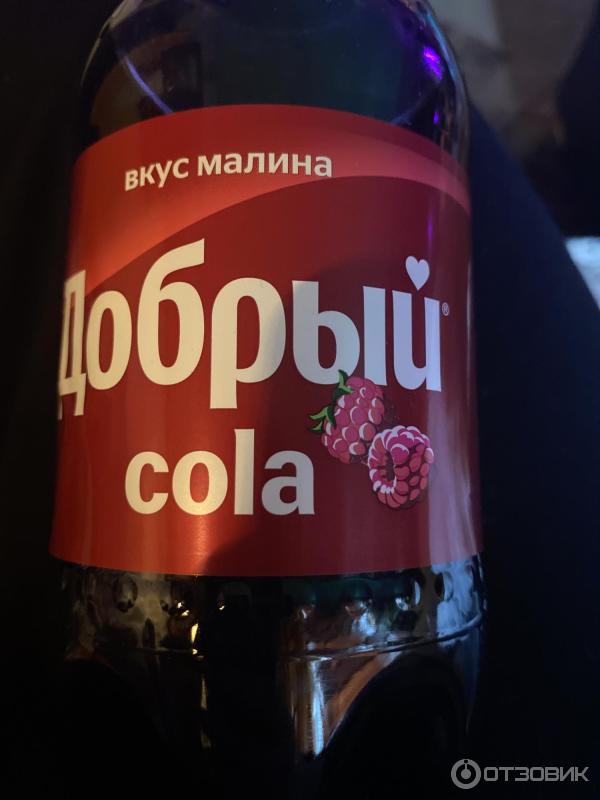 вкус малина
Добрый®
cola
ОТЗОВИК